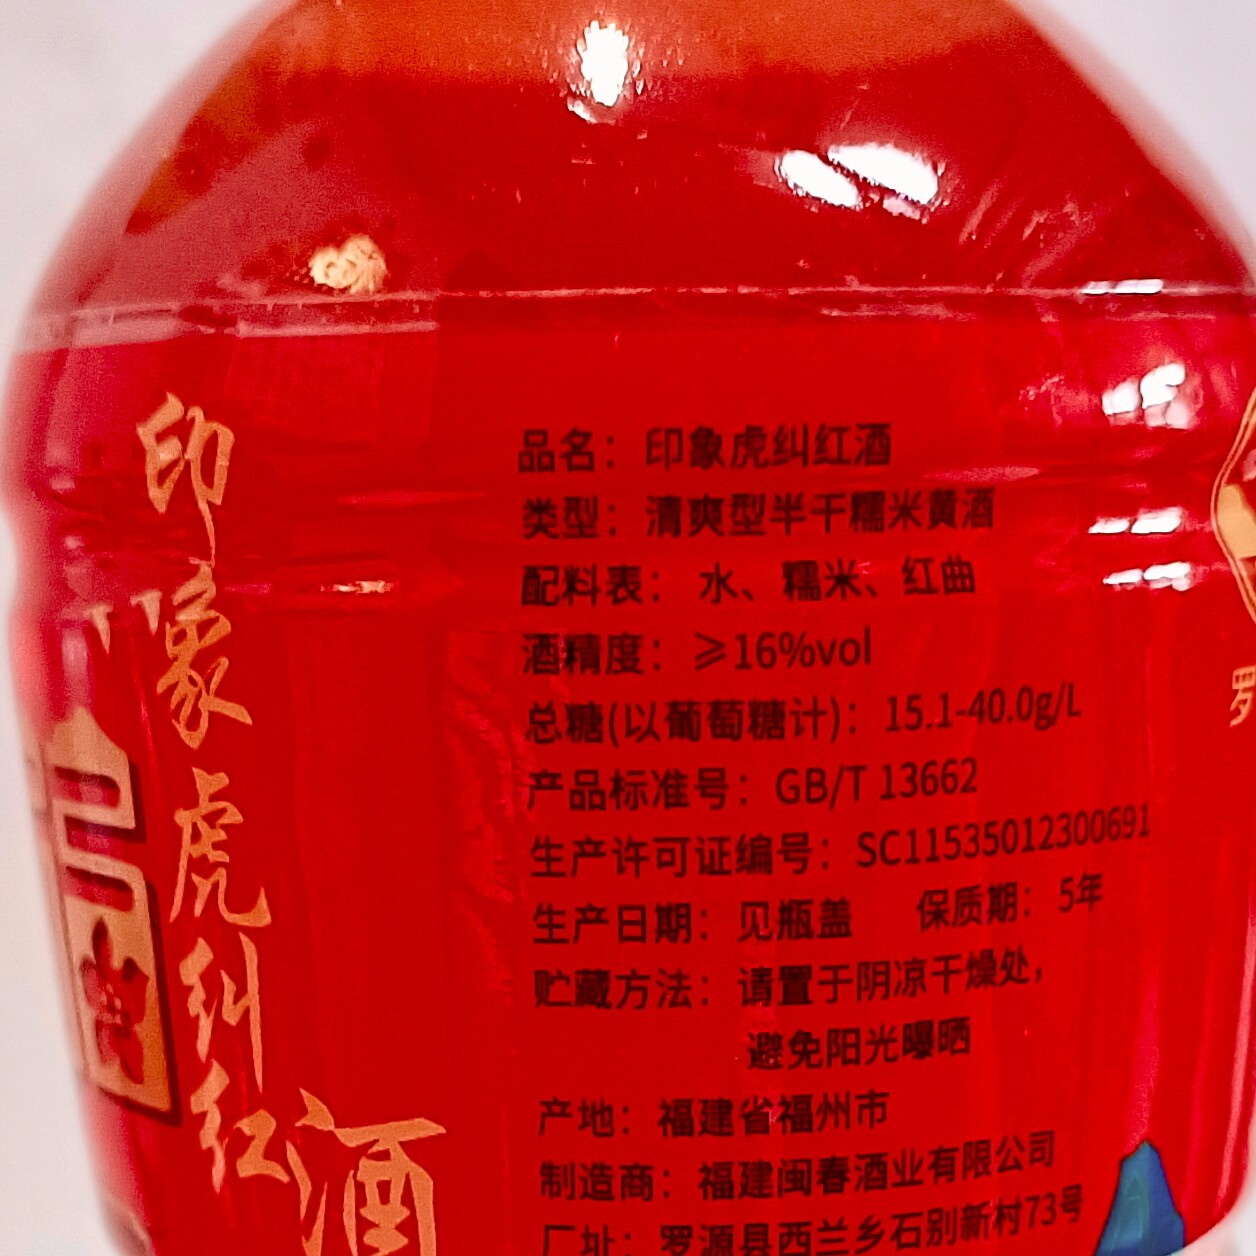 印象虎纠红酒
品名：印象虎纠红酒
类型：清爽型半干糯米黄酒
配料表：水、糯米、红曲
酒精度：≥16%vol
总糖(以葡萄糖计)：15.1-40.0g/L
产品标准号：GB/T 13662
生产许可证编号：SC11535012300691
生产日期：见瓶盖 保质期：5年
贮藏方法：请置于阴凉干燥处，
避免阳光曝晒
产地：福建省福州市
制造商：福建闽春酒业有限公司
厂址：罗源县西兰乡石别新村73号
罗